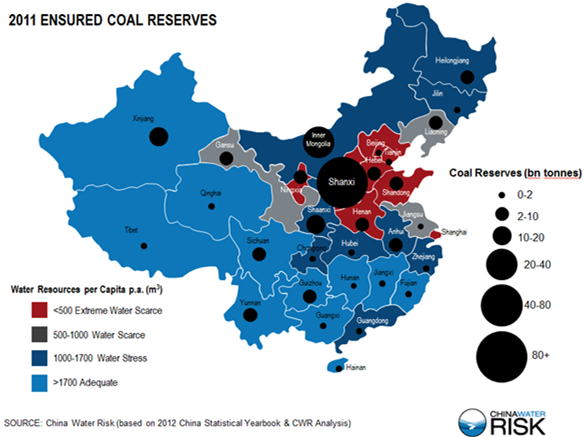 2011 ENSURED COAL RESERVES
Heilongjiang
Jilin
Xinjiang
Liaoning
Inner
Mongolia
Beijing
Tianjin
Gansu
Hebei
Shanxi
Ningxia
Shandong
Qinghai
Shaanxi
Henan
Jiangsu
Shanghai
Tibet
Sichuan
Chongqing
Hubei
Anhui
Zhejiang
Guizhou
Hunan
Jiangxi
Fujian
Yunnan
Guangxi
Guangdong
Hainan
Coal Reserves (bn tonnes)
0-2
2-10
10-20
20-40
40-80
80+
Water Resources per Capita p.a. (m³)
<500 Extreme Water Scarce
500-1000 Water Scarce
1000-1700 Water Stress
>1700 Adequate
SOURCE: China Water Risk (based on 2012 China Statistical Yearbook & CWR Analysis)
CHINAWATER
RISK